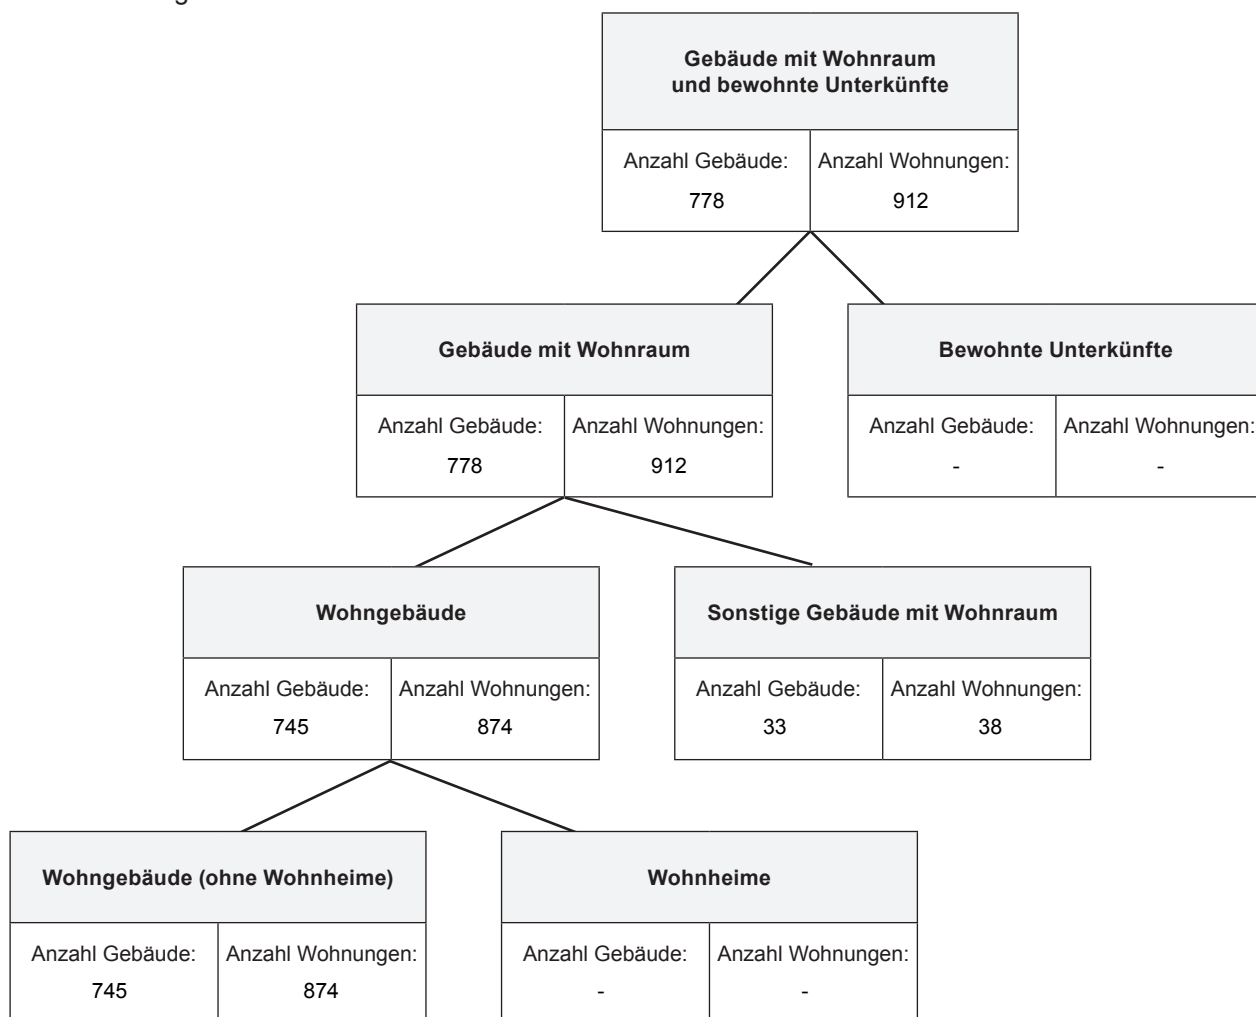 Gebäude mit Wohnraum
und bewohnte Unterkünfte
Anzahl Gebäude: Anzahl Wohnungen:
778 912
Gebäude mit Wohnraum
Anzahl Gebäude: Anzahl Wohnungen:
778 912
Bewohnte Unterkünfte
Anzahl Gebäude: Anzahl Wohnungen:
- -
Wohngebäude
Anzahl Gebäude: Anzahl Wohnungen:
745 874
Sonstige Gebäude mit Wohnraum
Anzahl Gebäude: Anzahl Wohnungen:
33 38
Wohngebäude (ohne Wohnheime)
Anzahl Gebäude: Anzahl Wohnungen:
745 874
Wohnheime
Anzahl Gebäude: Anzahl Wohnungen:
- -